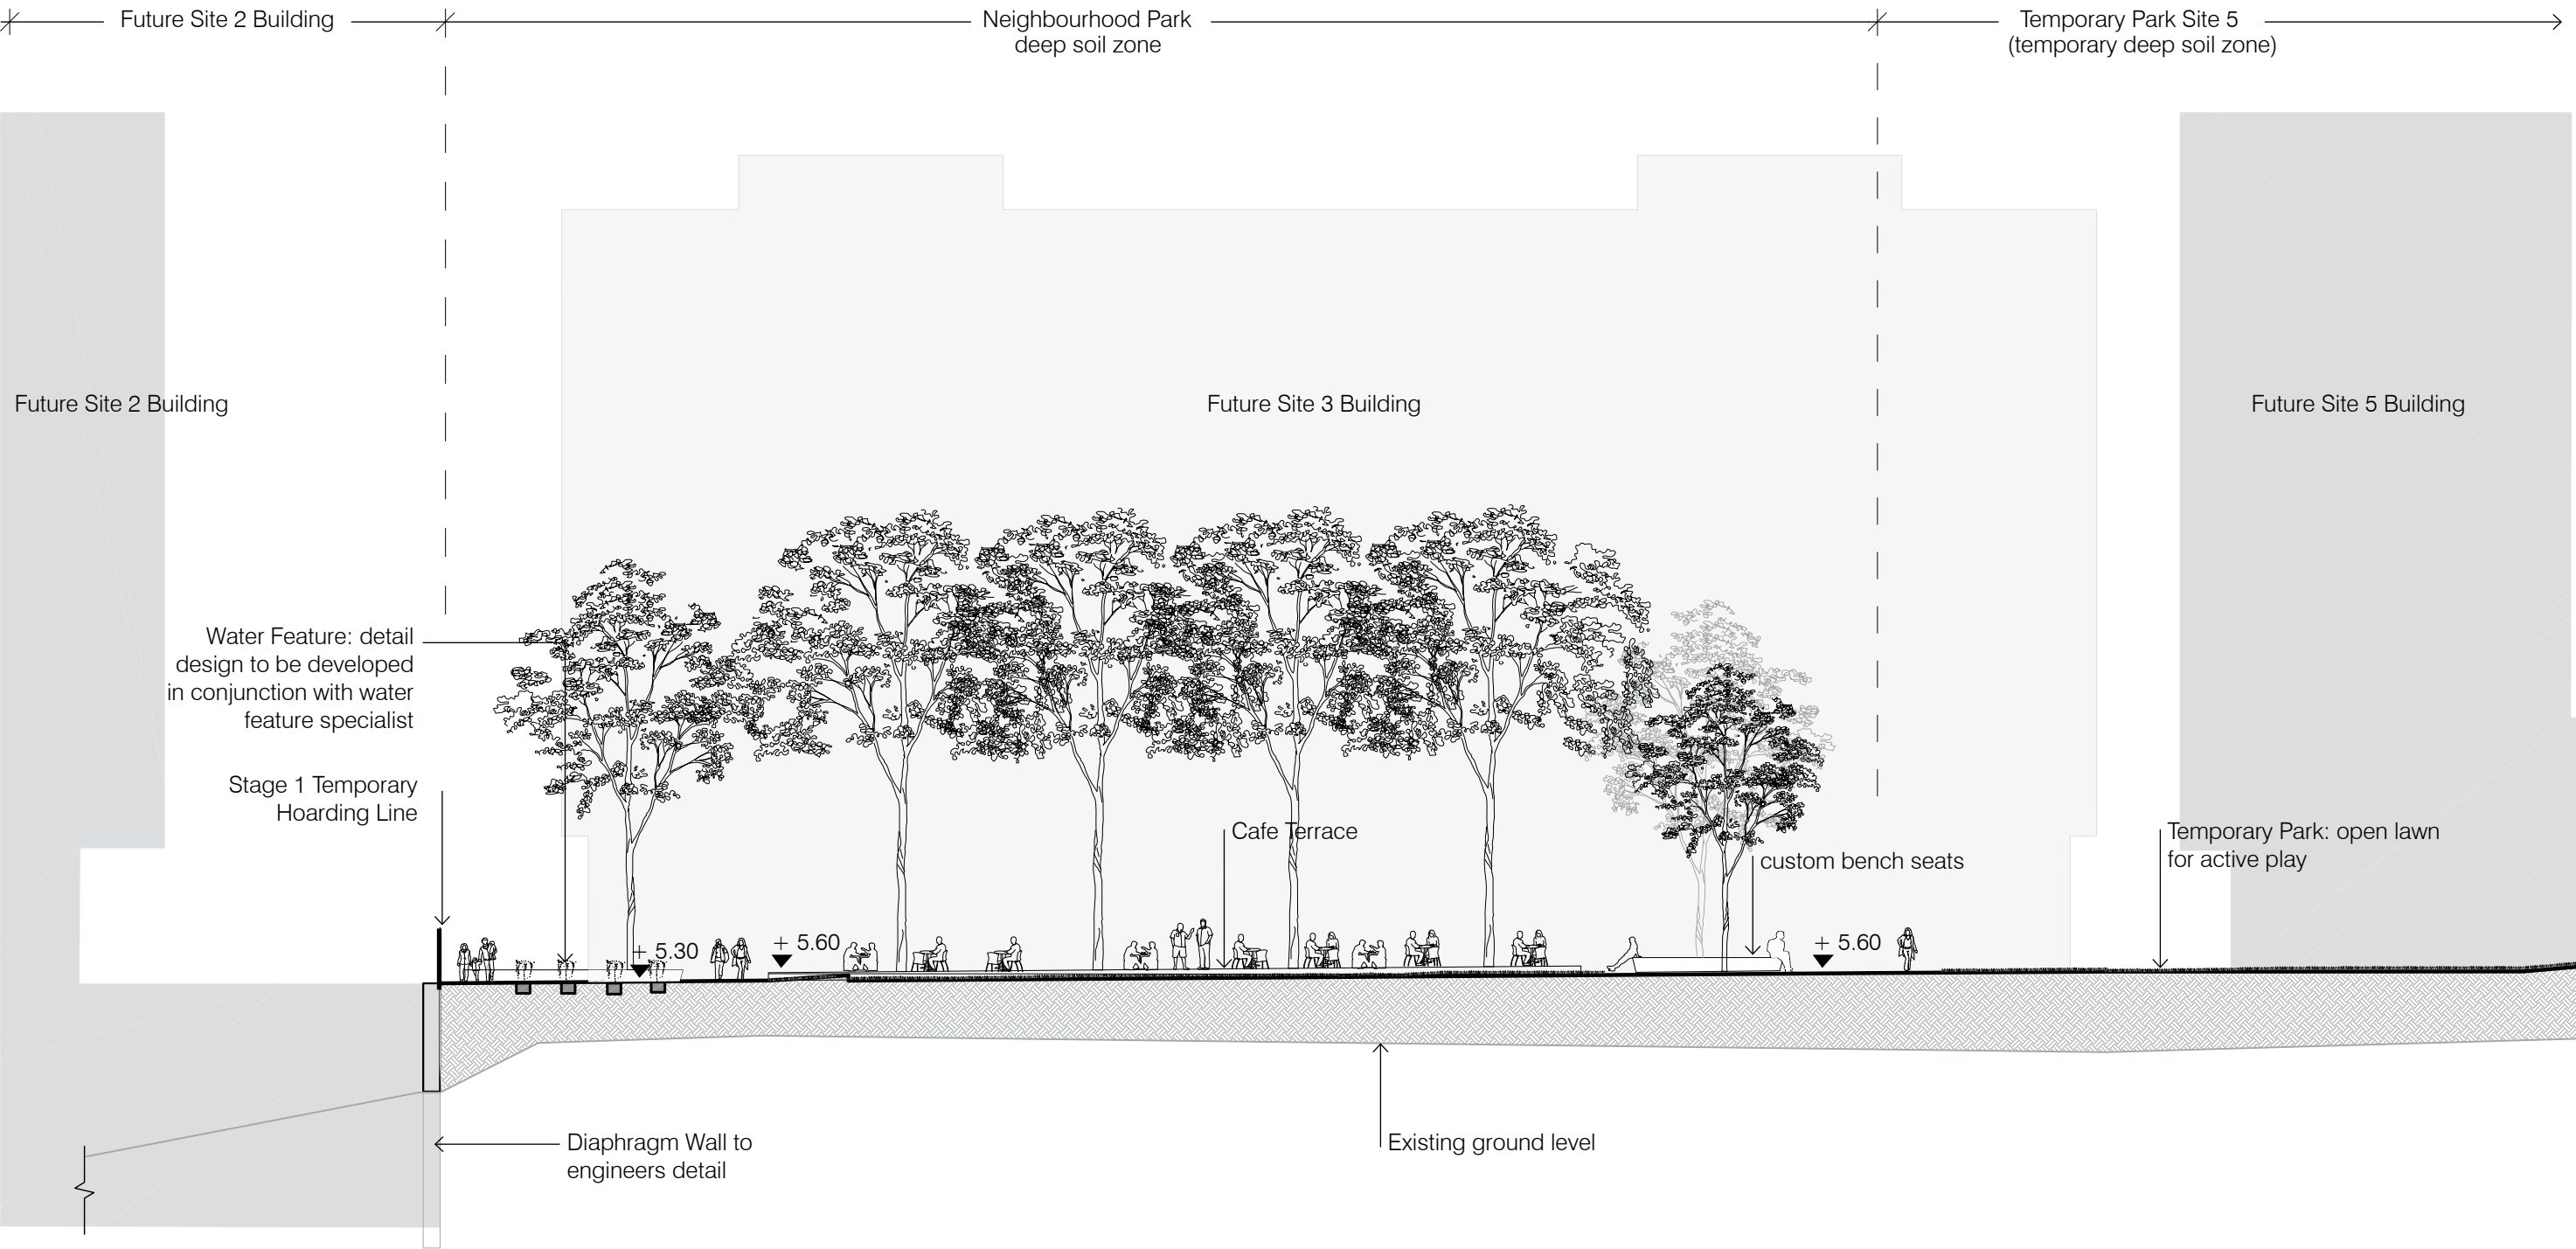 Future Site 2 Building
Neighbourhood Park
deep soil zone
Temporary Park Site 5
(temporary deep soil zone)
Future Site 2 Building
Future Site 3 Building
Future Site 5 Building
Water Feature: detail
design to be developed
in conjunction with water
feature specialist
Stage 1 Temporary
Hoarding Line
Cafe Terrace
custom bench seats
Temporary Park: open lawn
for active play
+ 5.30
+ 5.60
+ 5.60
Diaphragm Wall to
engineers detail
Existing ground level